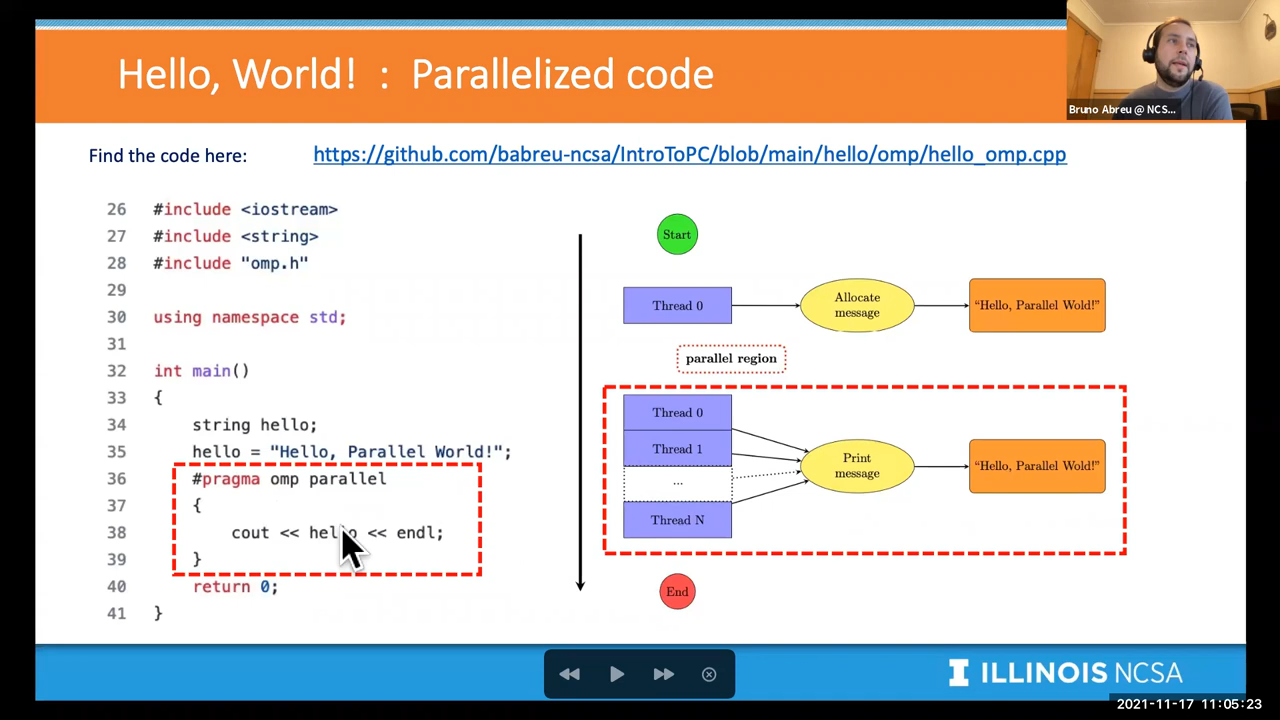 Hello, World!  :  Parallelized code
Bruno Abreu @ NCS...
Find the code here:
https://github.com/babreu-ncsa/IntroToPC/blob/main/hello/omp/hello_omp.cpp
26 #include <iostream>
27 #include <string>
28 #include "omp.h"
29
30 using namespace std;
31
32 int main()
33 {
34 string hello;
35 hello = "Hello, Parallel World!";
36 #pragma omp parallel
37 {
38 cout << hello << endl;
39 }
40 return 0;
41 }
Start
Thread 0
Allocate
message
“Hello, Parallel Wold!”
parallel region
Thread 0
Thread 1
...
Thread N
Print
message
“Hello, Parallel Wold!”
End
I ILLINOIS NCSA
2021-11-17 11:05:23